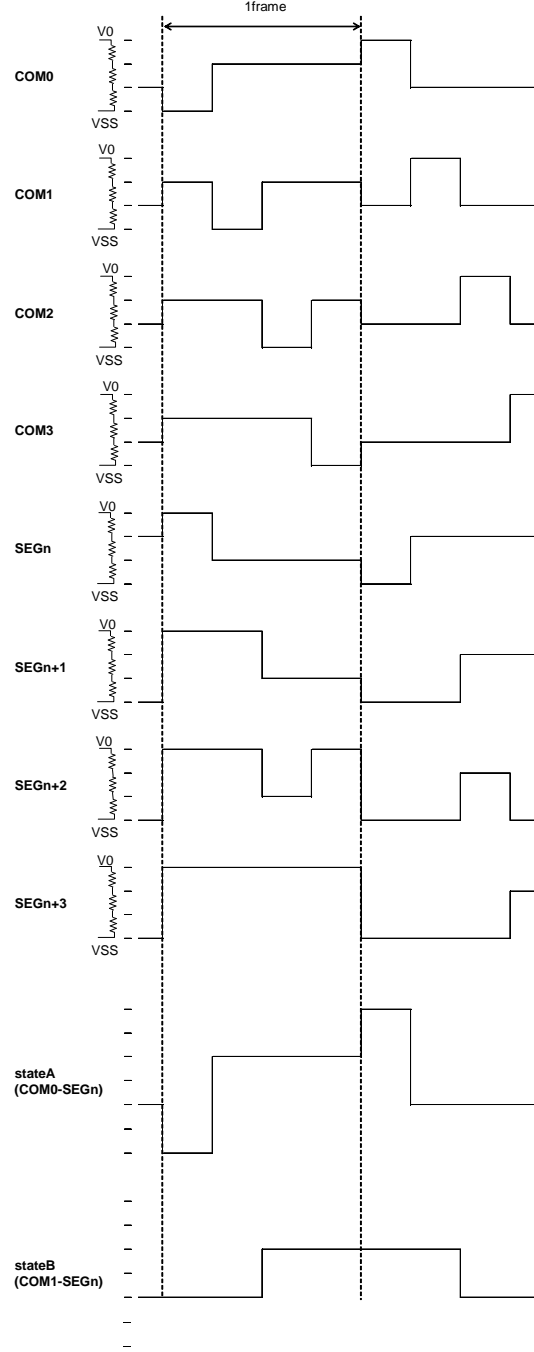 1frame
V0
COM0
VSS
V0
COM1
VSS
V0
COM2
VSS
V0
COM3
VSS
V0
SEGn
VSS
V0
SEGn+1
VSS
V0
SEGn+2
VSS
V0
SEGn+3
VSS
stateA
(COM0-SEGn)
stateB
(COM1-SEGn)